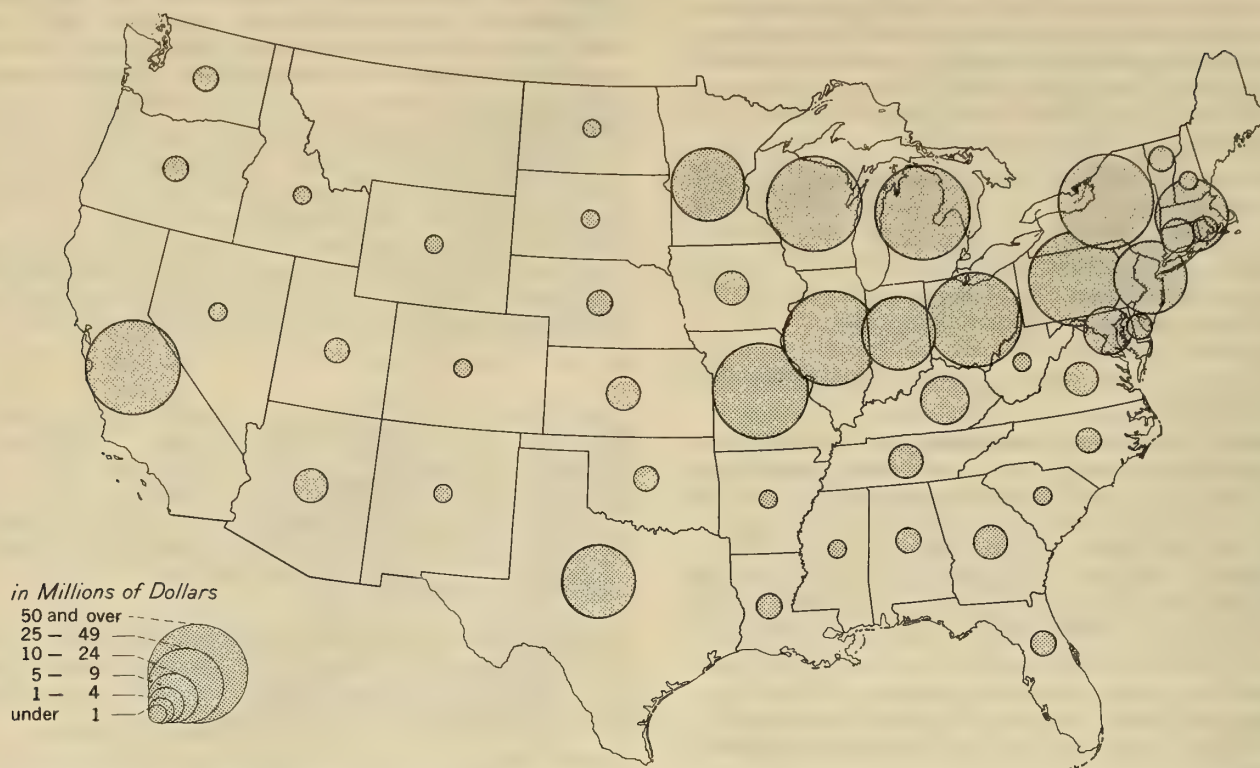 in Millions of Dollars
50 and over
25 — 49
10 — 24
5 — 9
1 — 4
under 1